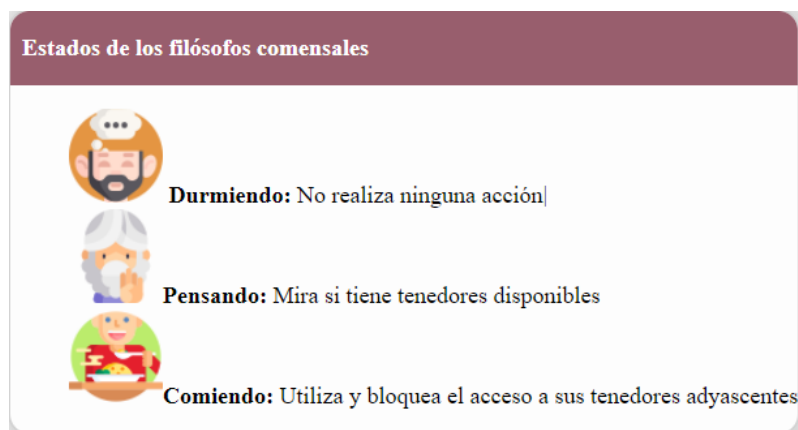 Estados de los filósofos comensales
Durmiendo: No realiza ninguna acción
Pensando: Mira si tiene tenedores disponibles
Comiendo: Utiliza y bloquea el acceso a sus tenedores adyascentes